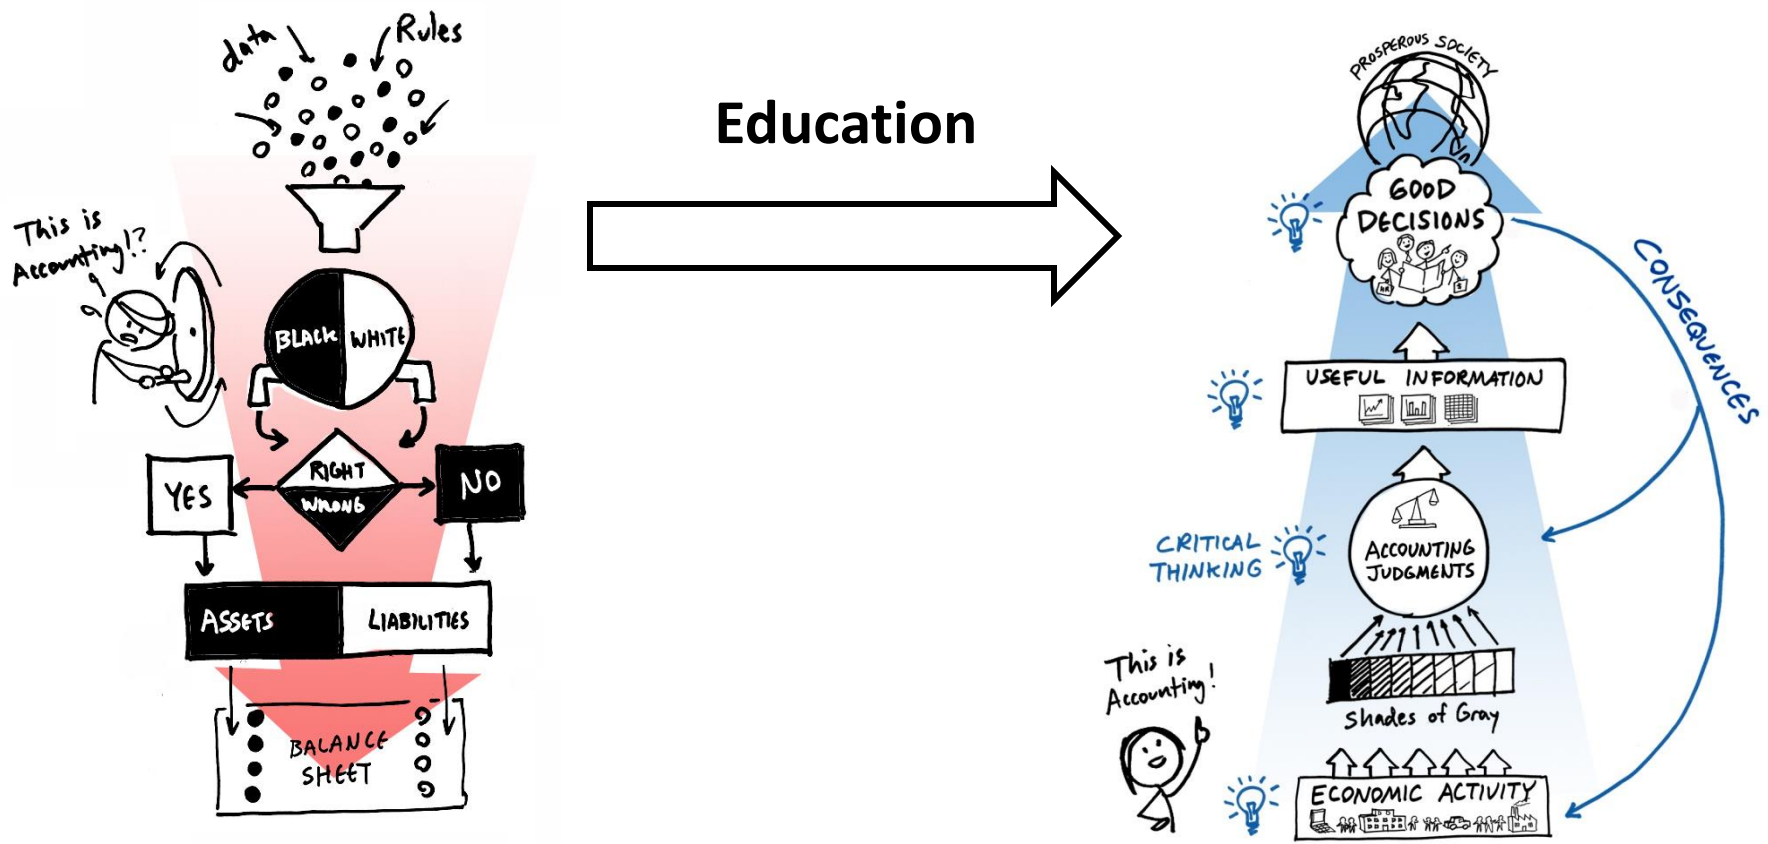 data
Rules
This is
Accounting!?
BLACK
WHITE
RIGHT
WRONG
YES
NO
ASSETS
LIABILITIES
BALANCE
SHEET
Education
PROSPEROUS SOCIETY
GOOD
DECISIONS
HR
$
CONSEQUENCES
USEFUL INFORMATION
CRITICAL
THINKING
ACCOUNTING
JUDGMENTS
Shades of Gray
This is
Accounting!
ECONOMIC ACTIVITY